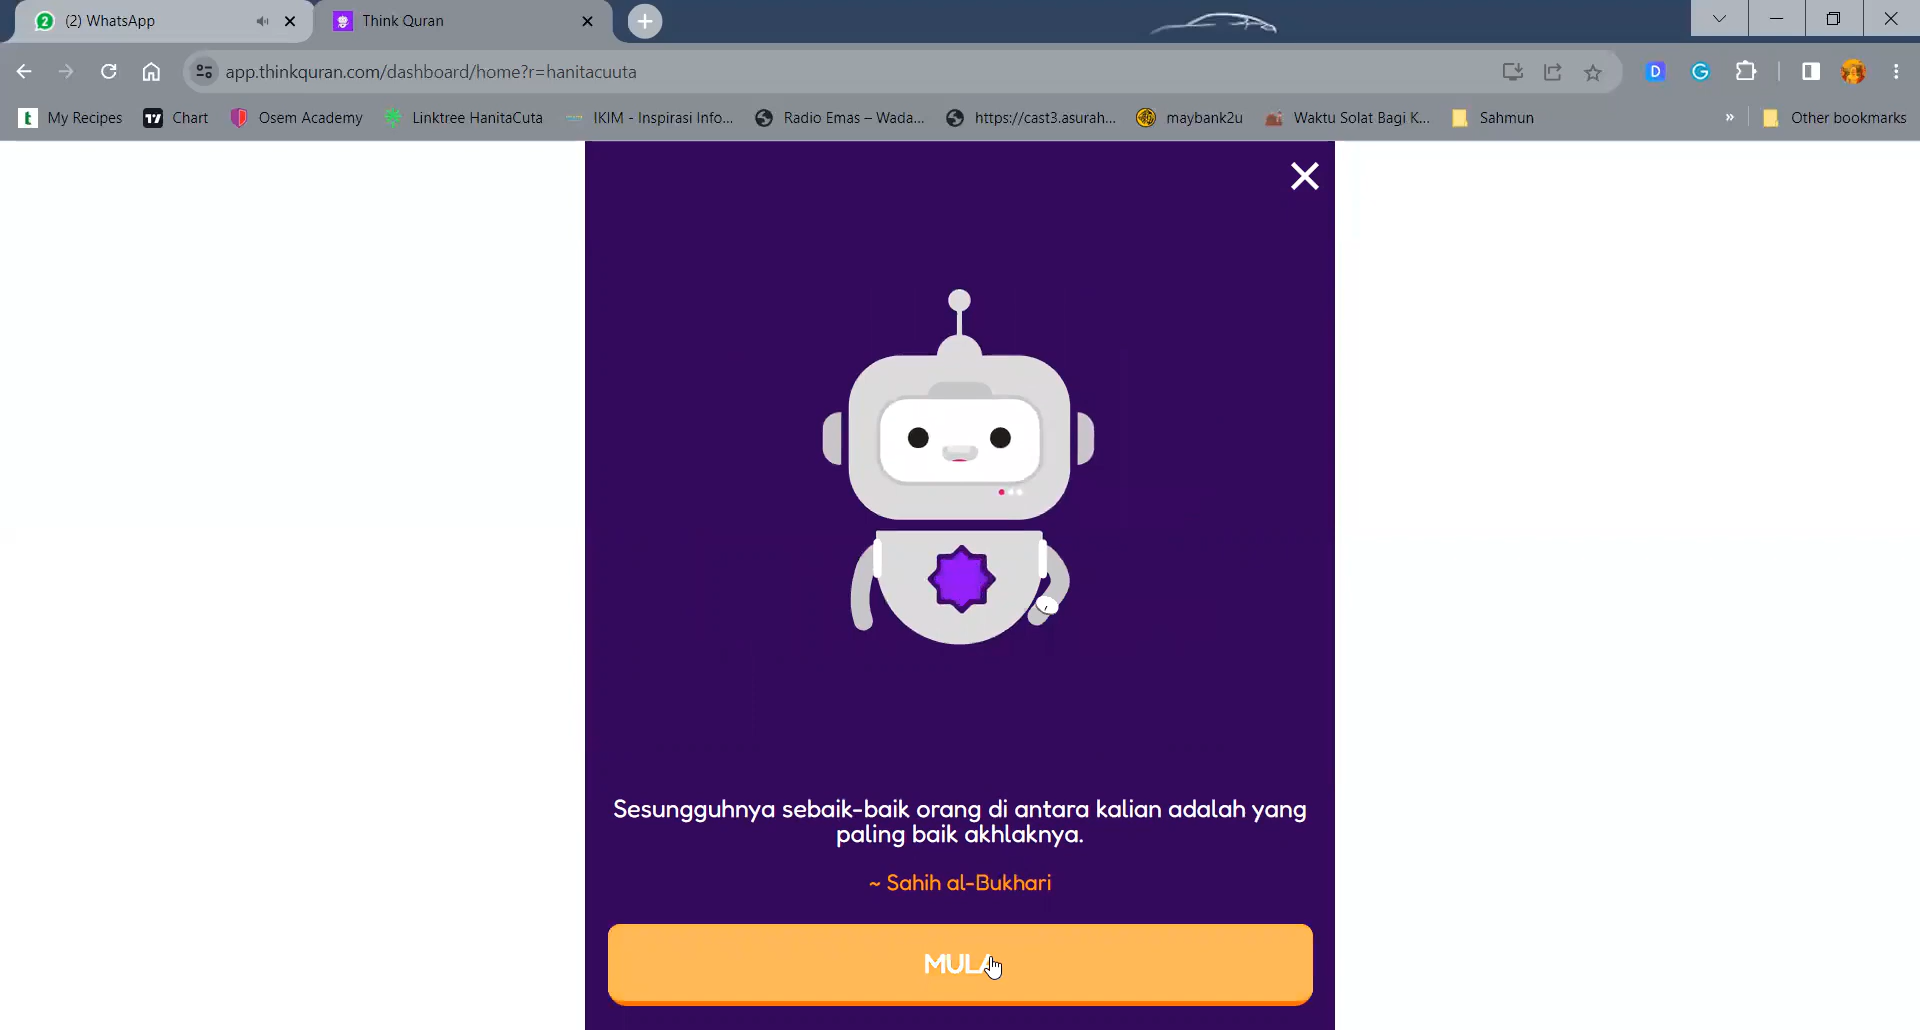 (2) WhatsApp
Think Quran
app.thinkquran.com/dashboard/home?r=hanitacuuta
My Recipes
Chart
Osem Academy
Linktree HanitaCuta
IKIM - Inspirasi Info...
Radio Emas – Wada...
https://cast3.asurah...
maybank2u
Waktu Solat Bagi K...
Sahmun
»
Other bookmarks
Sesungguhnya sebaik-baik orang di antara kalian adalah yang
paling baik akhlaknya.
~ Sahih al-Bukhari